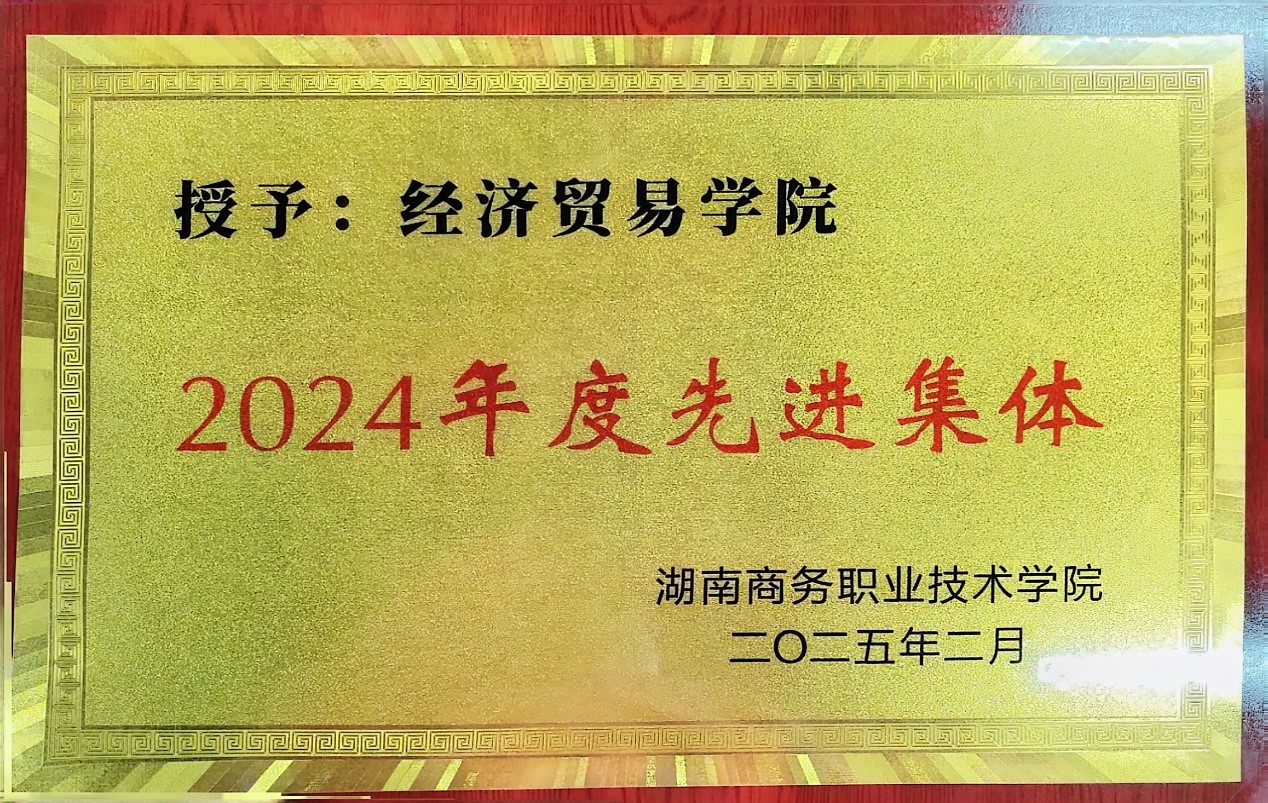 授予：经济贸易学院
2024年度先进集体
湖南商务职业技术学院
二〇二五年二月